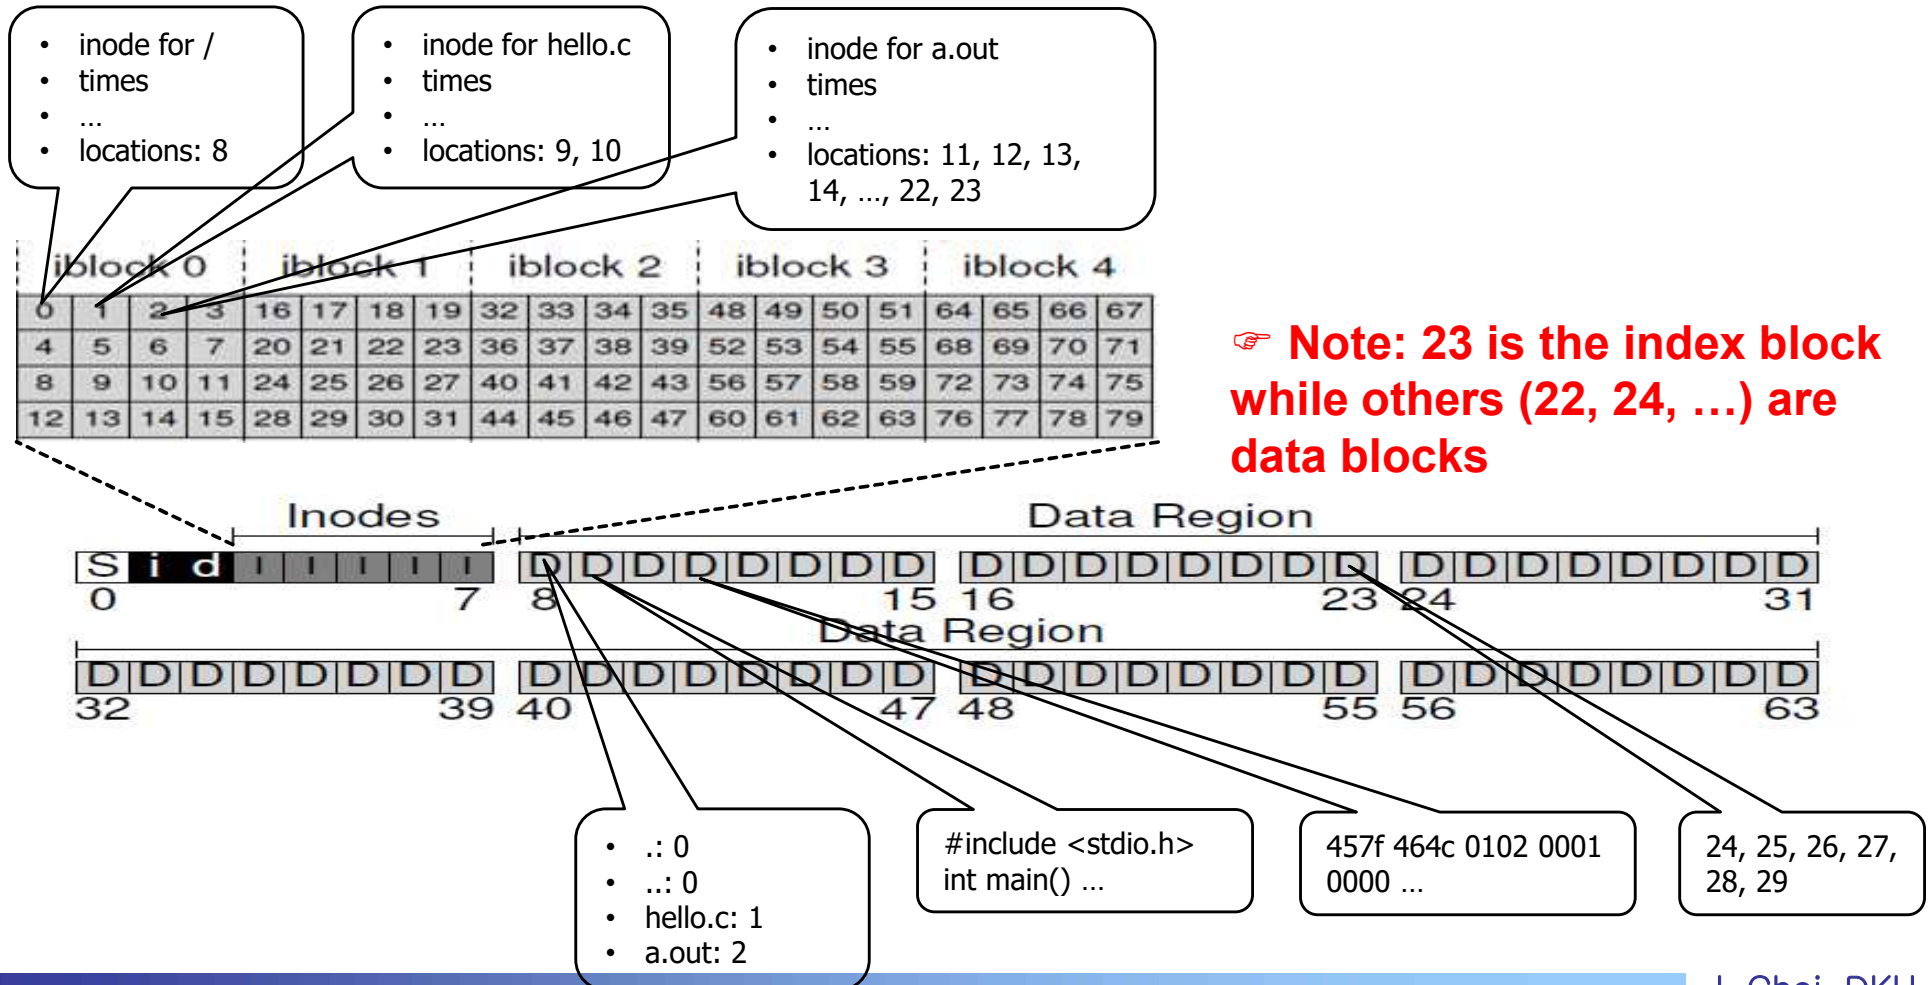 • inode for /
• times
• ...
• locations: 8
• inode for hello.c
• times
• ...
• locations: 9, 10
• inode for a.out
• times
• ...
• locations: 11, 12, 13,
14, ..., 22, 23
iblock 0 iblock 1 iblock 2 iblock 3 iblock 4
0 1 2 3 16 17 18 19 32 33 34 35 48 49 50 51 64 65 66 67
4 5 6 7 20 21 22 23 36 37 38 39 52 53 54 55 68 69 70 71
8 9 10 11 24 25 26 27 40 41 42 43 56 57 58 59 72 73 74 75
12 13 14 15 28 29 30 31 44 45 46 47 60 61 62 63 76 77 78 79
☞ Note: 23 is the index block
while others (22, 24, ...) are
data blocks
Inodes Data Region
S i d I I I I I D D D D D D D D D D D D D D D D D D D D D D D D
0 7 8 15 16 23 24 31
Data Region
D D D D D D D D D D D D D D D D D D D D D D D D D D D D D D D D
32 39 40 47 48 55 56 63
• .: 0
• ..: 0
• hello.c: 1
• a.out: 2
#include <stdio.h>
int main() ...
457f 464c 0102 0001
0000 ...
24, 25, 26, 27,
28, 29